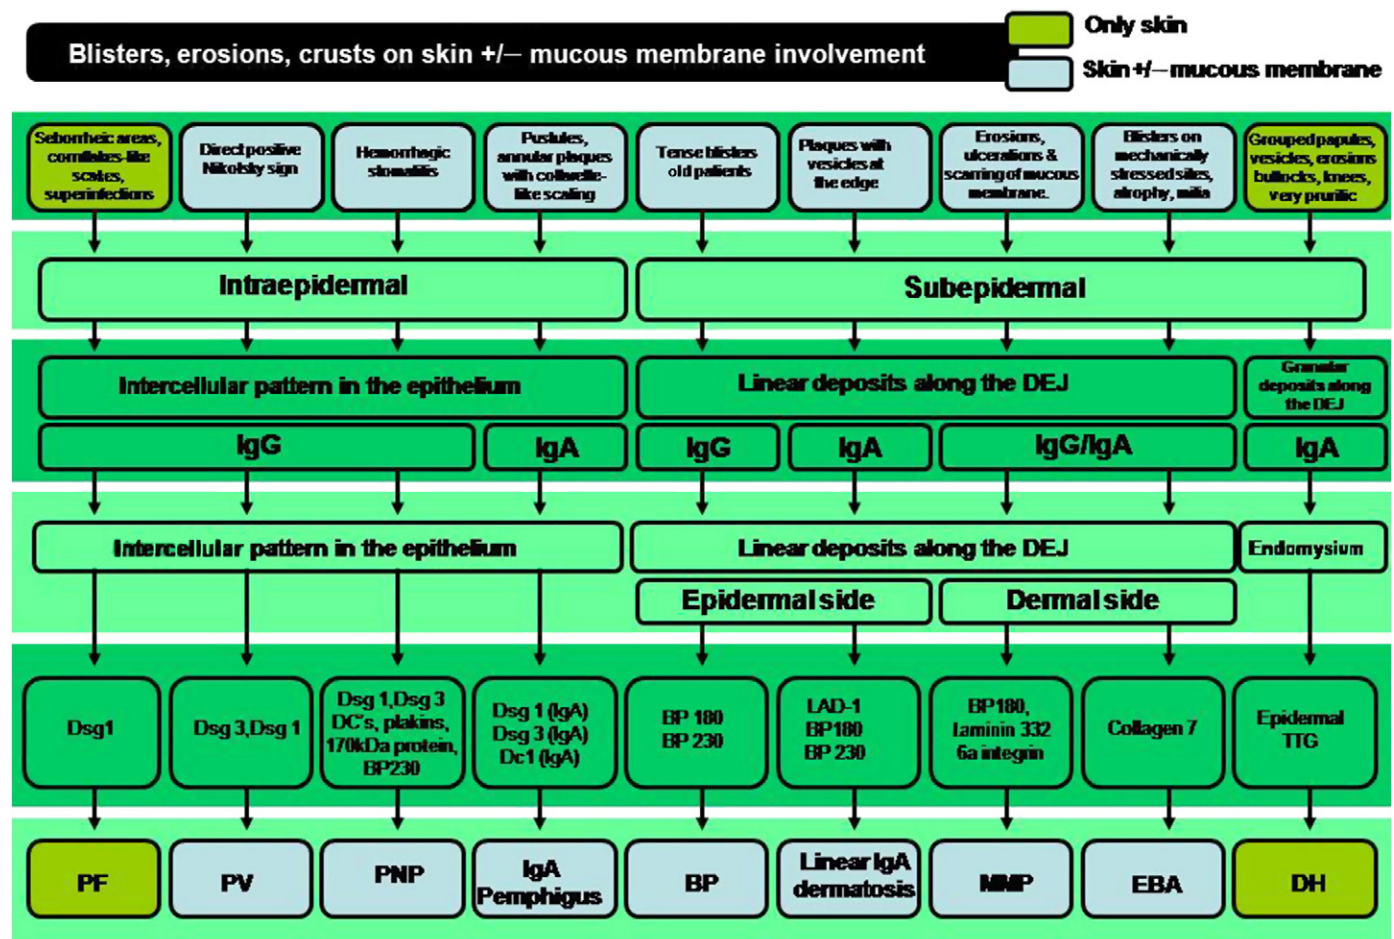 Blisters, erosions, crusts on skin +/− mucous membrane involvement
Only skin
Skin +/− mucous membrane
Seborrheic areas,
cornflakes-like
scales,
superinfections
Direct positive
Nikolsky sign
Hemorrhagic
stomatitis
Pustules,
annular plaques
with collarette-
like scaling
Tense blisters
old patients
Plaques with
vesicles at
the edge
Erosions,
ulcerations &
scarring of mucous
membrane.
Blisters on
mechanically
stressed sites,
atrophy, milia
Grouped papules,
vesicles, erosions
buttocks, knees,
very pruritic
Intraepidermal
Subepidermal
Intercellular pattern in the epithelium
Linear deposits along the DEJ
Granular
deposits along
the DEJ
IgG
IgA
IgG
IgA
IgG/IgA
IgA
Intercellular pattern in the epithelium
Linear deposits along the DEJ
Endomysium
Epidermal side
Dermal side
Dsg1
Dsg 3,Dsg 1
Dsg 1,Dsg 3
DC's, plakins,
170kDa protein,
BP230
Dsg 1 (IgA)
Dsg 3 (IgA)
Dc1 (IgA)
BP 180
BP 230
LAD-1
BP180
BP 230
BP180,
Laminin 332
6a integrin
Collagen 7
Epidermal
TTG
PF
PV
PNP
IgA
Pemphigus
BP
Linear IgA
dermatosis
MMP
EBA
DH